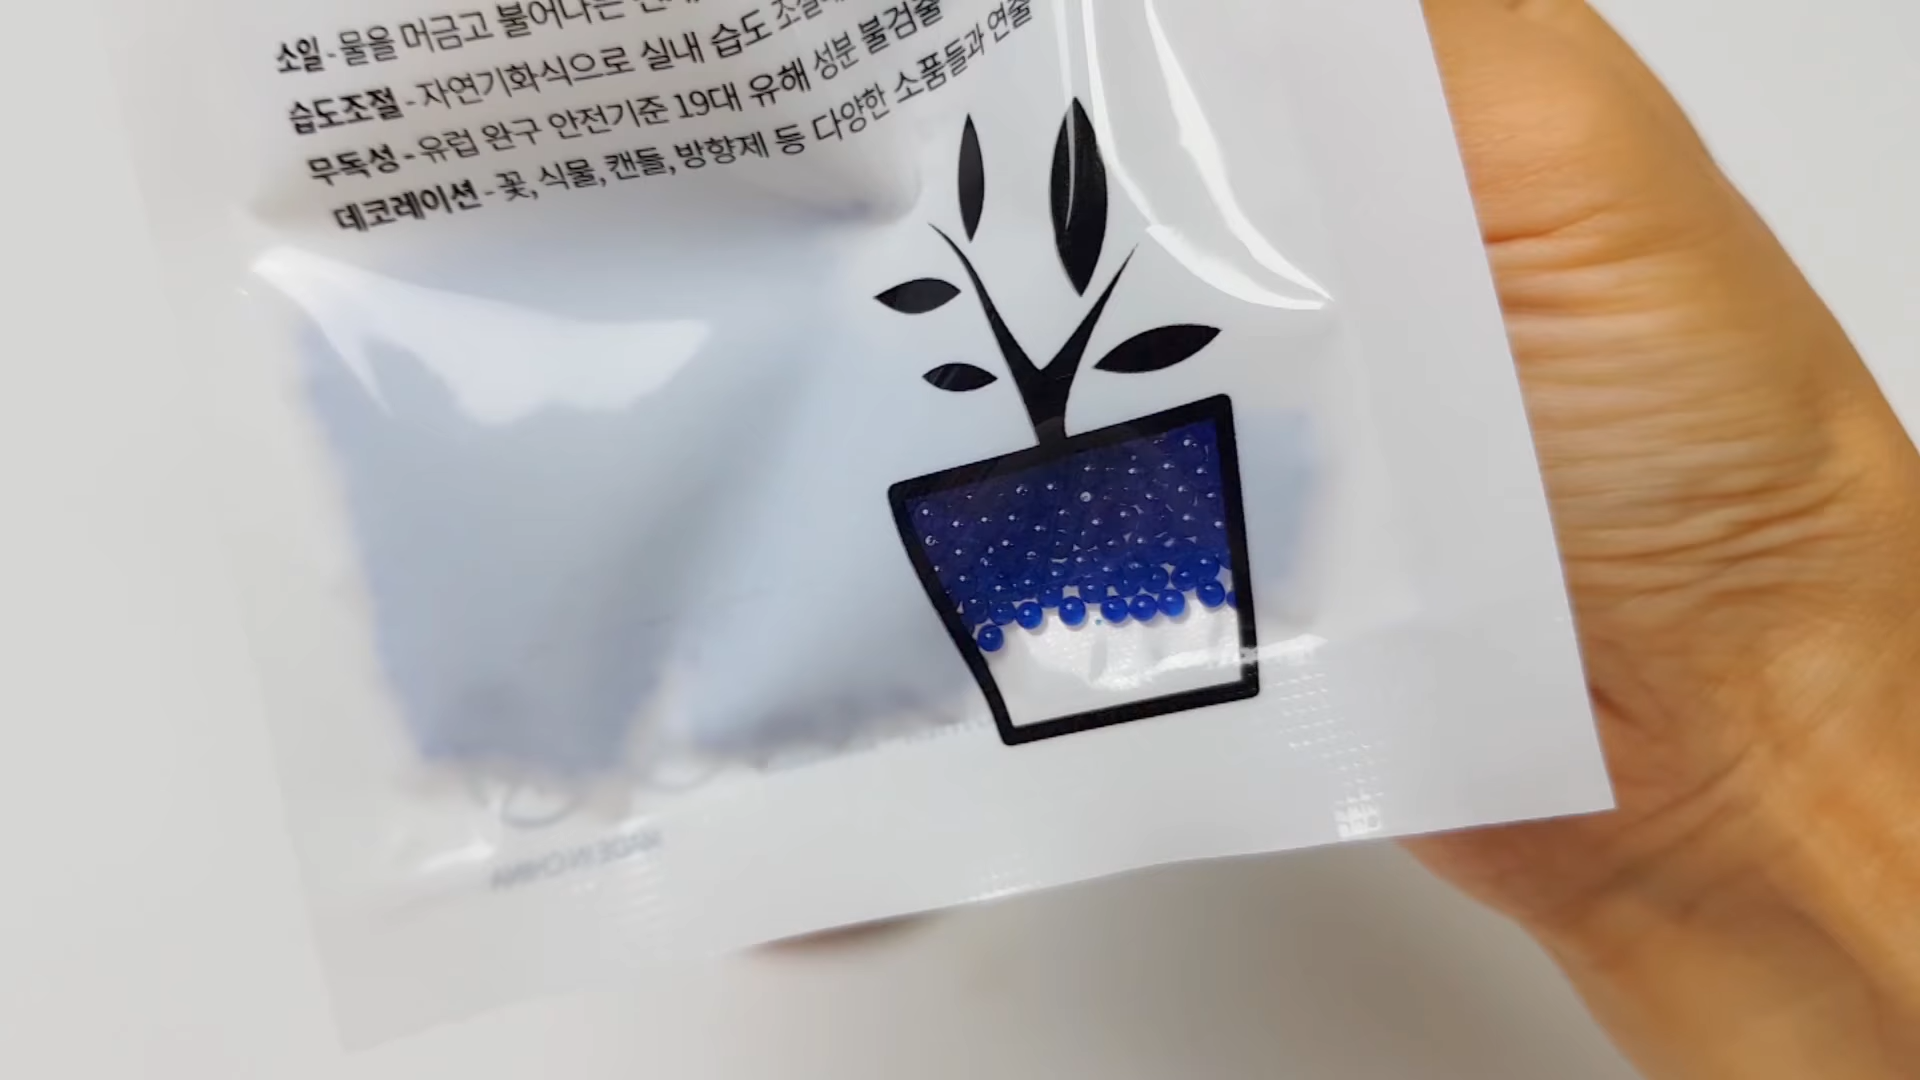 소일 - 물을 머금고 불어나는
습도조절 - 자연기화식으로 실내 습도
무독성 - 유럽 완구 안전기준 19대 유해 성분 불검출
데코레이션 - 꽃, 식물, 캔들, 방향제 등 다양한 소품들과 연출
MADE IN CHINA